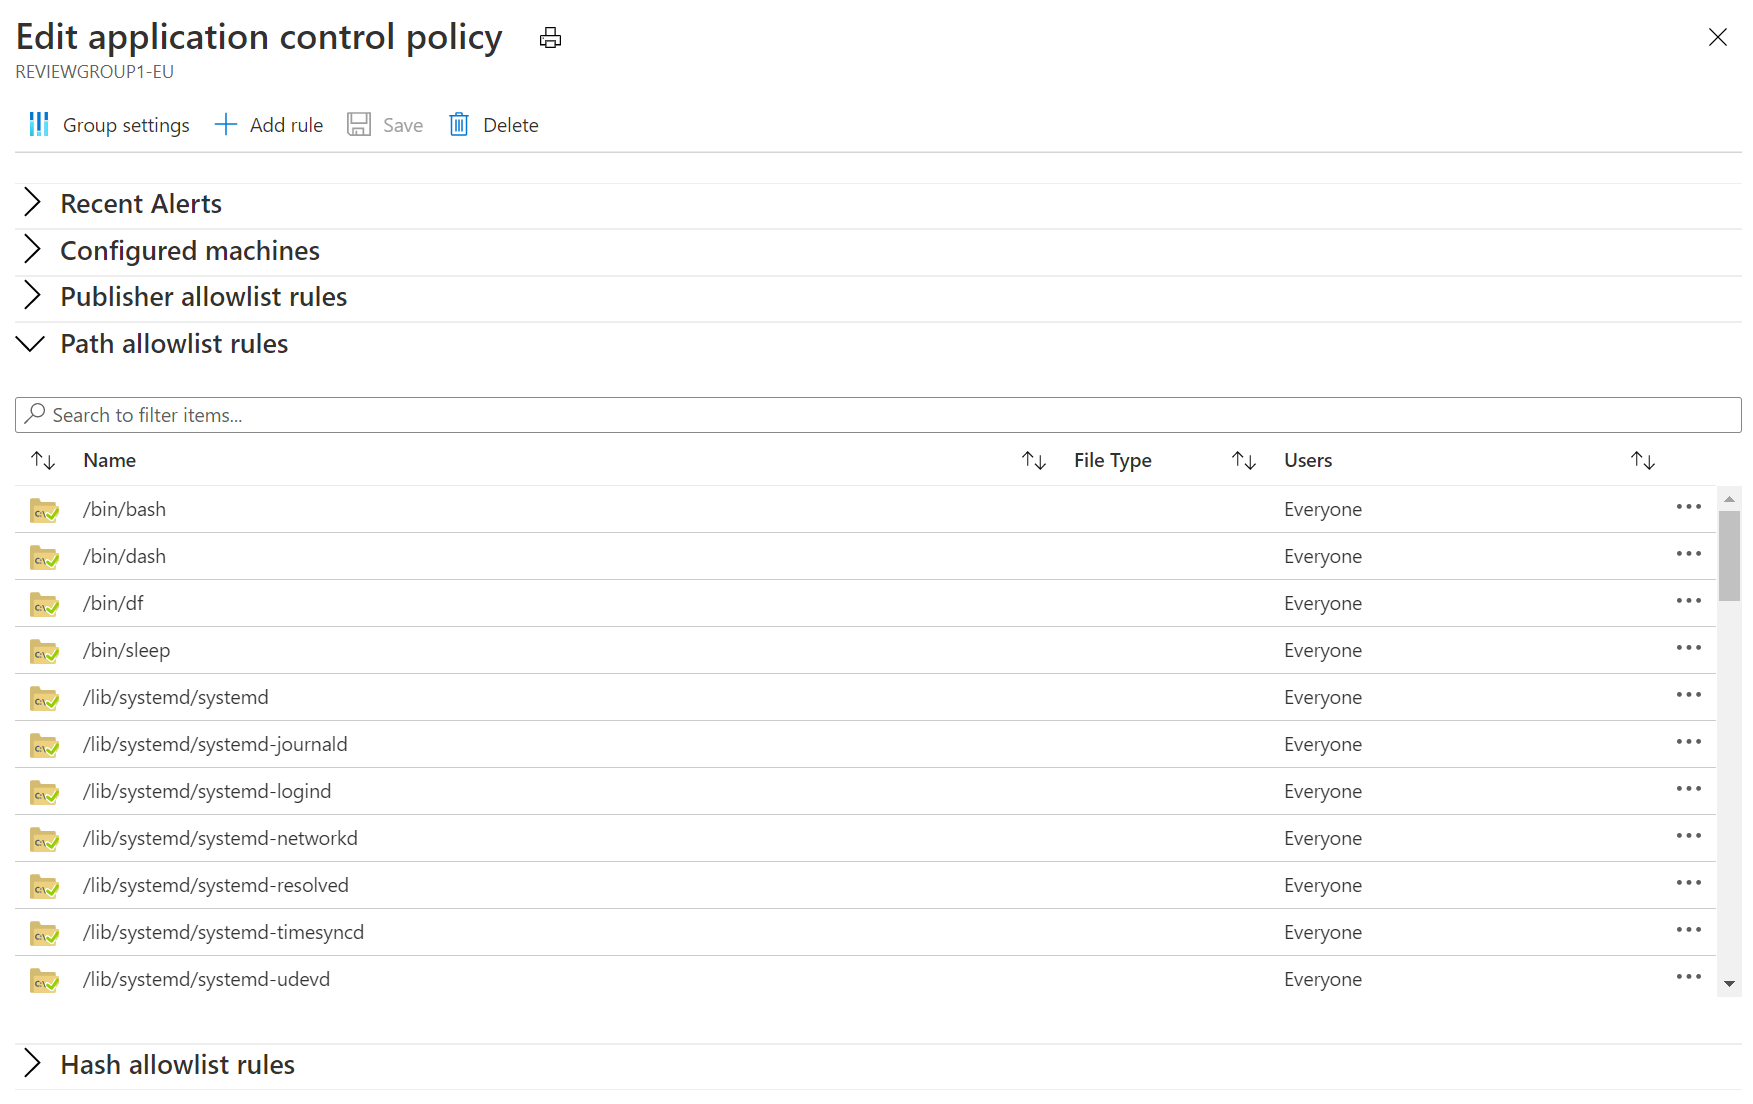 Edit application control policy
REVIEWGROUP1-EU
Group settings Add rule Save Delete
Recent Alerts
Configured machines
Publisher allowlist rules
Path allowlist rules
Search to filter items...
Name File Type Users
/bin/bash Everyone
/bin/dash Everyone
/bin/df Everyone
/bin/sleep Everyone
/lib/systemd/systemd Everyone
/lib/systemd/systemd-journald Everyone
/lib/systemd/systemd-logind Everyone
/lib/systemd/systemd-networkd Everyone
/lib/systemd/systemd-resolved Everyone
/lib/systemd/systemd-timesyncd Everyone
/lib/systemd/systemd-udevd Everyone
Hash allowlist rules